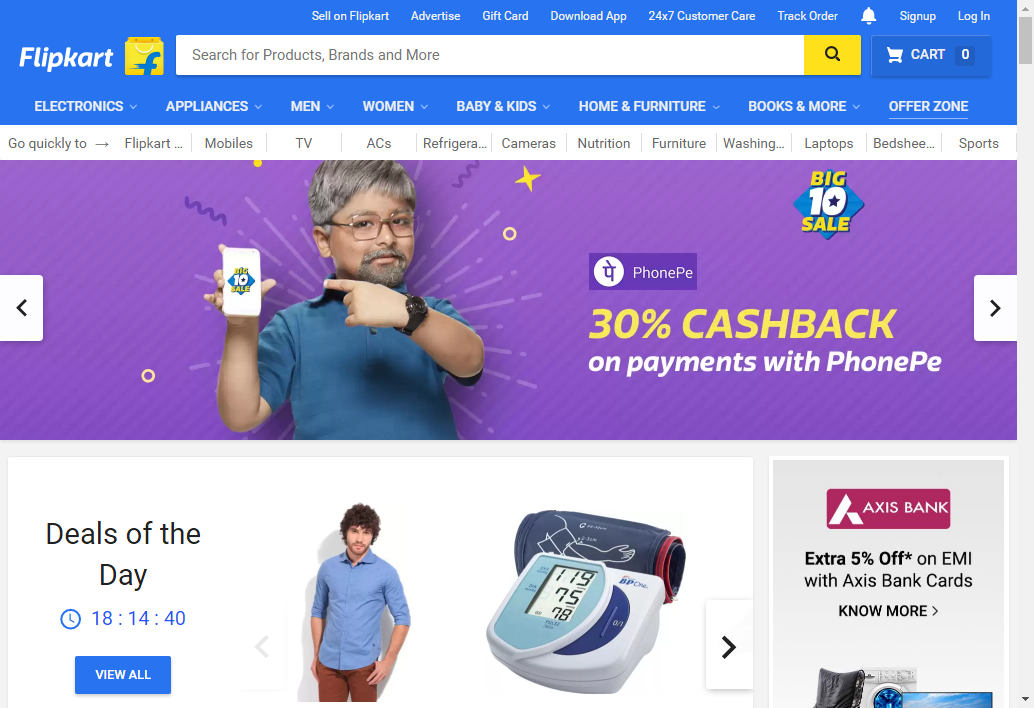 Sell on Flipkart Advertise Gift Card Download App 24x7 Customer Care Track Order Signup Log In
Flipkart
Search for Products, Brands and More
CART 0
ELECTRONICS APPLIANCES MEN WOMEN BABY & KIDS HOME & FURNITURE BOOKS & MORE OFFER ZONE
Go quickly to → Flipkart ... Mobiles TV ACs Refrigera... Cameras Nutrition Furniture Washing... Laptops Bedshee... Sports
BIG
10
SALE
BIG
10
SALE
पे PhonePe
30% CASHBACK
on payments with PhonePe
Deals of the
Day
18 : 14 : 40
VIEW ALL
115
75
78
BPOne
0/I
AXIS BANK
Extra 5% Off* on EMI
with Axis Bank Cards
KNOW MORE >